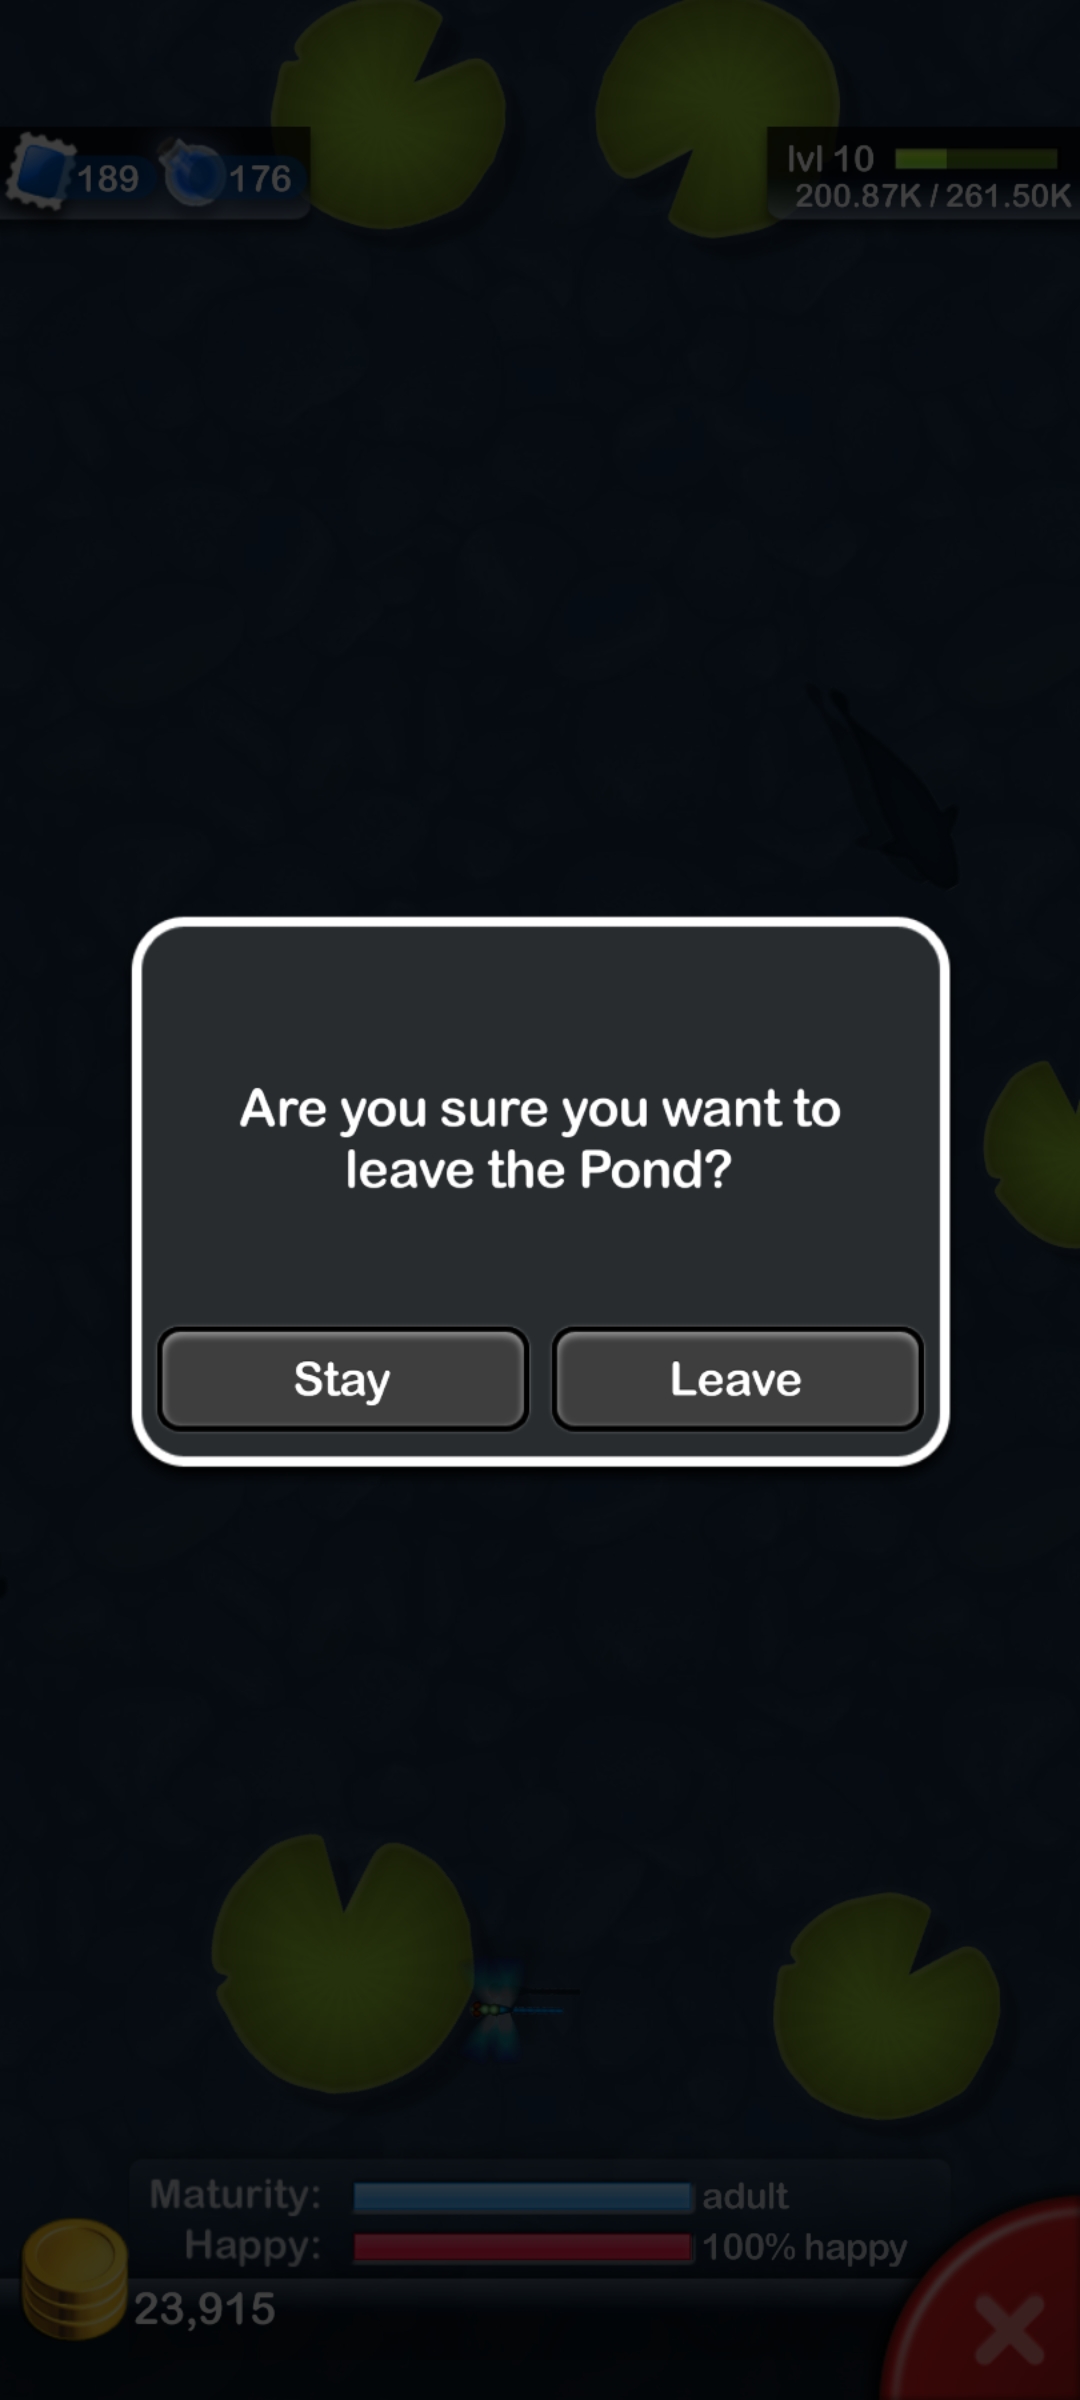 189 176
lvl 10
200.87K / 261.50K
Are you sure you want to
leave the Pond?
Stay Leave
Maturity: adult
Happy: 100% happy
23,915